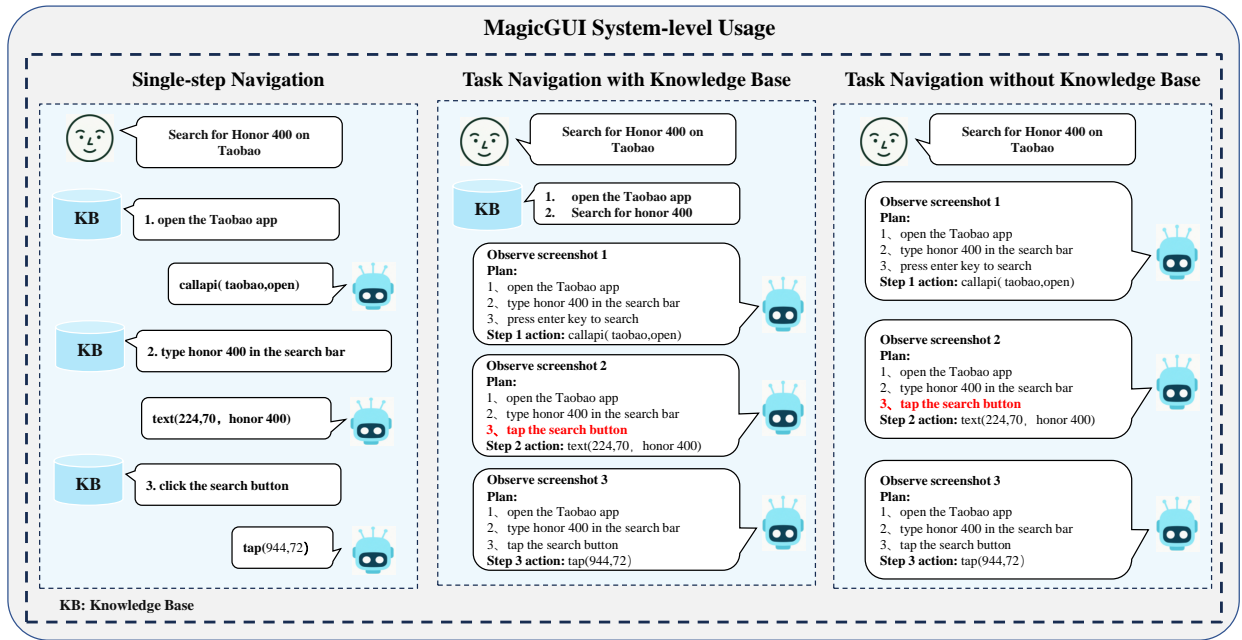 MagicGUI System-level Usage
Single-step Navigation
Search for Honor 400 on
Taobao
KB
1. open the Taobao app
callapi( taobao,open)
KB
2. type honor 400 in the search bar
text(224,70，honor 400)
KB
3. click the search button
tap(944,72)
KB: Knowledge Base
Task Navigation with Knowledge Base
Search for Honor 400 on
Taobao
KB
1. open the Taobao app
2. Search for honor 400
Observe screenshot 1
Plan:
1、open the Taobao app
2、type honor 400 in the search bar
3、press enter key to search
Step 1 action: callapi( taobao,open)
Observe screenshot 2
Plan:
1、open the Taobao app
2、type honor 400 in the search bar
3、tap the search button
Step 2 action: text(224,70，honor 400)
Observe screenshot 3
Plan:
1、open the Taobao app
2、type honor 400 in the search bar
3、tap the search button
Step 3 action: tap(944,72)
Task Navigation without Knowledge Base
Search for Honor 400 on
Taobao
Observe screenshot 1
Plan:
1、open the Taobao app
2、type honor 400 in the search bar
3、press enter key to search
Step 1 action: callapi( taobao,open)
Observe screenshot 2
Plan:
1、open the Taobao app
2、type honor 400 in the search bar
3、tap the search button
Step 2 action: text(224,70，honor 400)
Observe screenshot 3
Plan:
1、open the Taobao app
2、type honor 400 in the search bar
3、tap the search button
Step 3 action: tap(944,72)